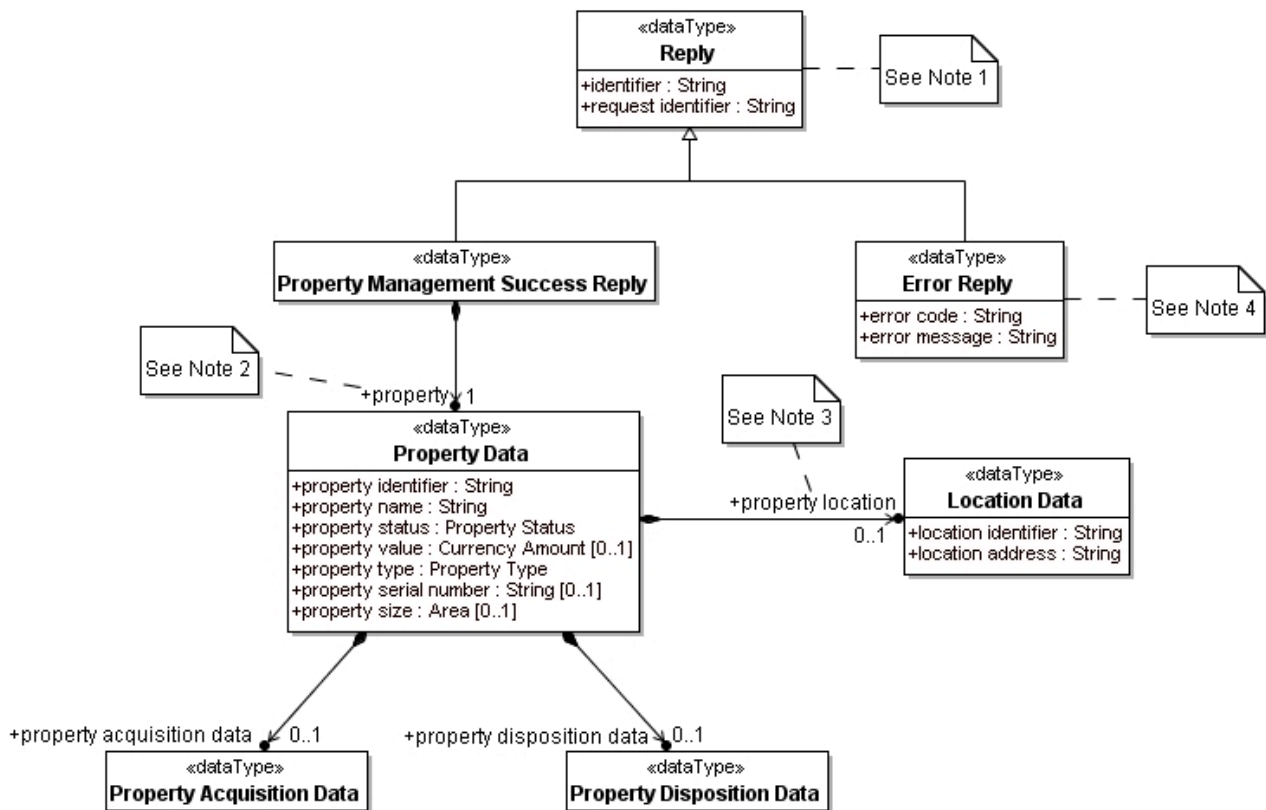 «dataType»
Reply
+identifier : String
+request identifier : String
See Note 1
«dataType»
Property Management Success Reply
«dataType»
Error Reply
+error code : String
+error message : String
See Note 4
See Note 2
+property
1
See Note 3
«dataType»
Property Data
+property identifier : String
+property name : String
+property status : Property Status
+property value : Currency Amount [0..1]
+property type : Property Type
+property serial number : String [0..1]
+property size : Area [0..1]
+property location
0..1
«dataType»
Location Data
+location identifier : String
+location address : String
+property acquisition data
0..1
+property disposition data
0..1
«dataType»
Property Acquisition Data
«dataType»
Property Disposition Data